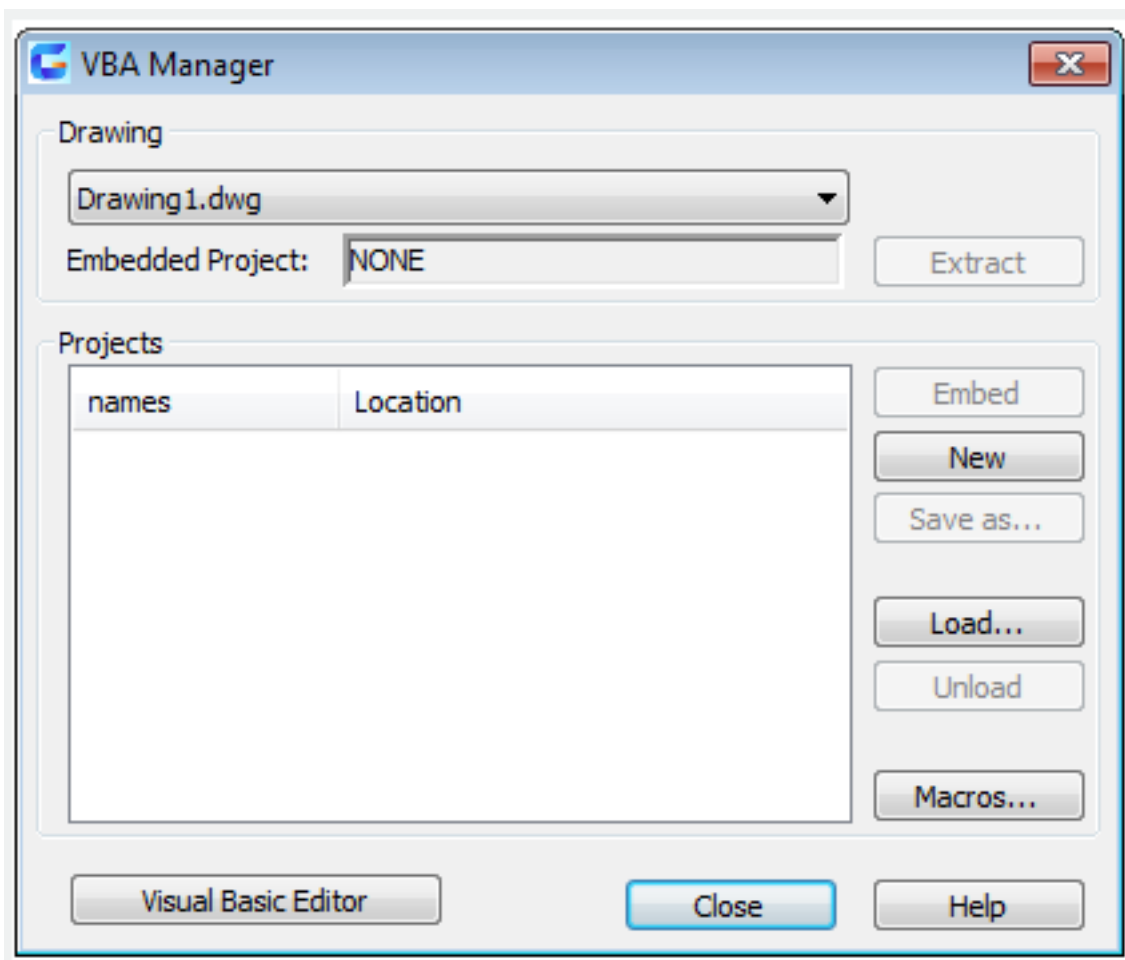 VBA Manager
Drawing
Drawing1.dwg
Embedded Project: NONE Extract
Projects
names Location
Embed
New
Save as...
Load...
Unload
Macros...
Visual Basic Editor Close Help